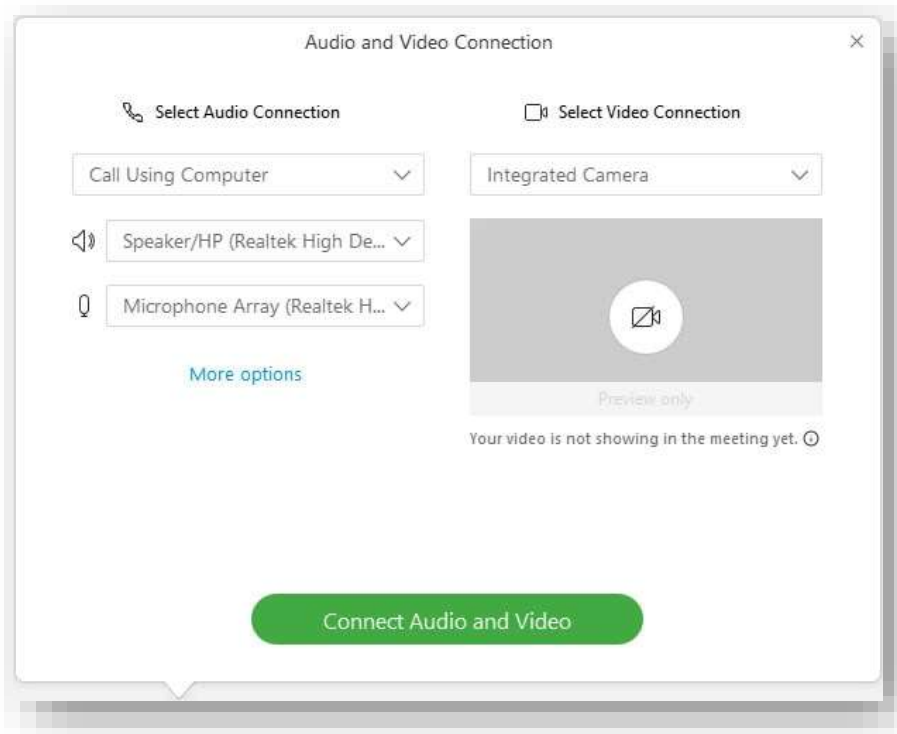 Audio and Video Connection
Select Audio Connection
Call Using Computer
Speaker/HP (Realtek High De...
Microphone Array (Realtek H...
More options
Select Video Connection
Integrated Camera
Preview only
Your video is not showing in the meeting yet.
Connect Audio and Video